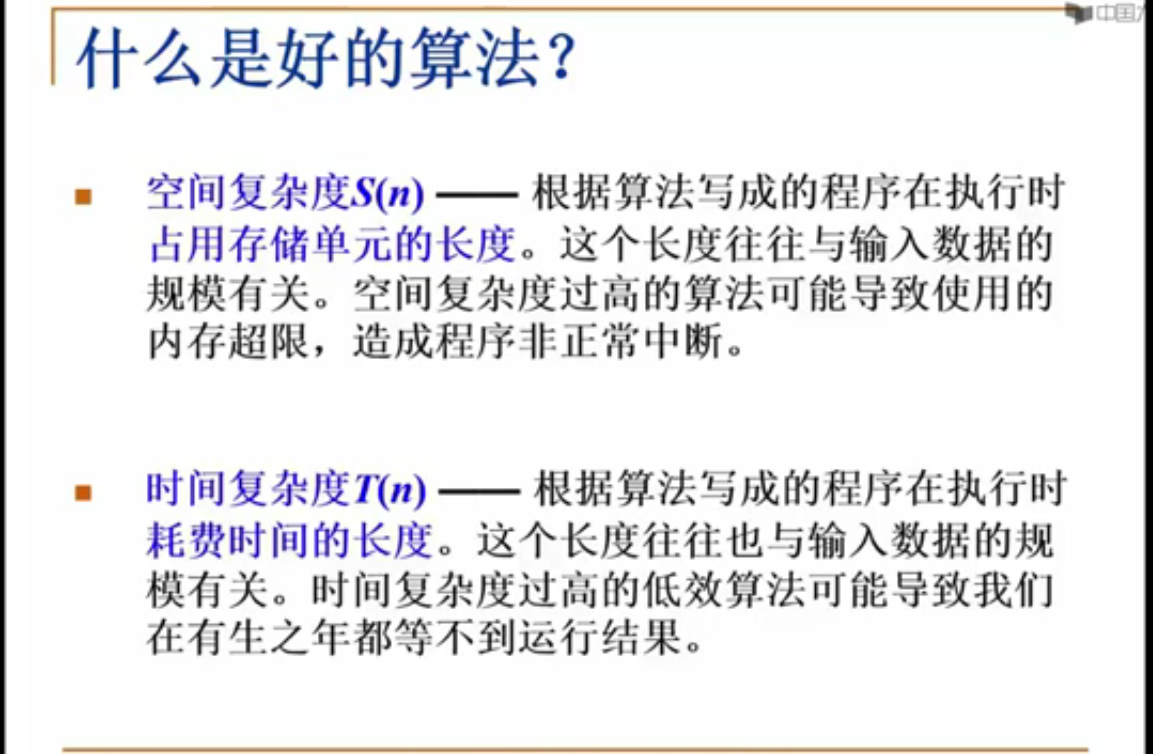 中国
什么是好的算法？
空间复杂度S(n) —— 根据算法写成的程序在执行时
占用存储单元的长度。这个长度往往与输入数据的
规模有关。空间复杂度过高的算法可能导致使用的
内存超限，造成程序非正常中断。
时间复杂度T(n) —— 根据算法写成的程序在执行时
耗费时间的长度。这个长度往往也与输入数据的规
模有关。时间复杂度过高的低效算法可能导致我们
在有生之年都等不到运行结果。